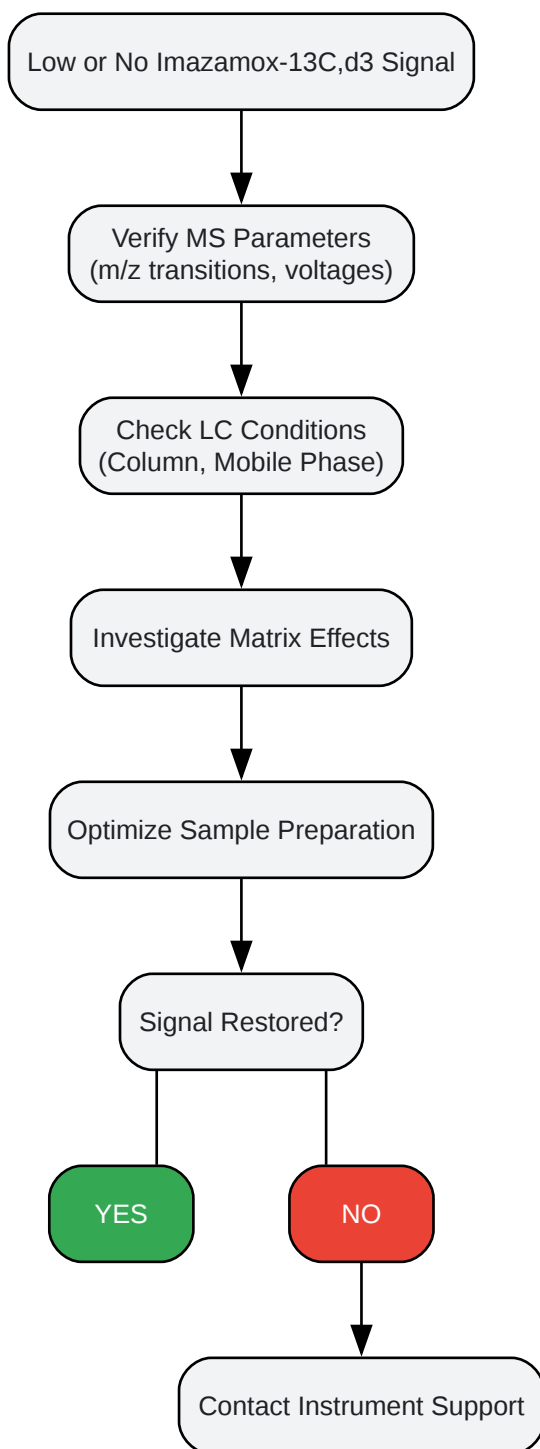 Low or No Imazamox-13C,d3 Signal
Verify MS Parameters
(m/z transitions, voltages)
Check LC Conditions
(Column, Mobile Phase)
Investigate Matrix Effects
Optimize Sample Preparation
Signal Restored?
YES
NO
Contact Instrument Support